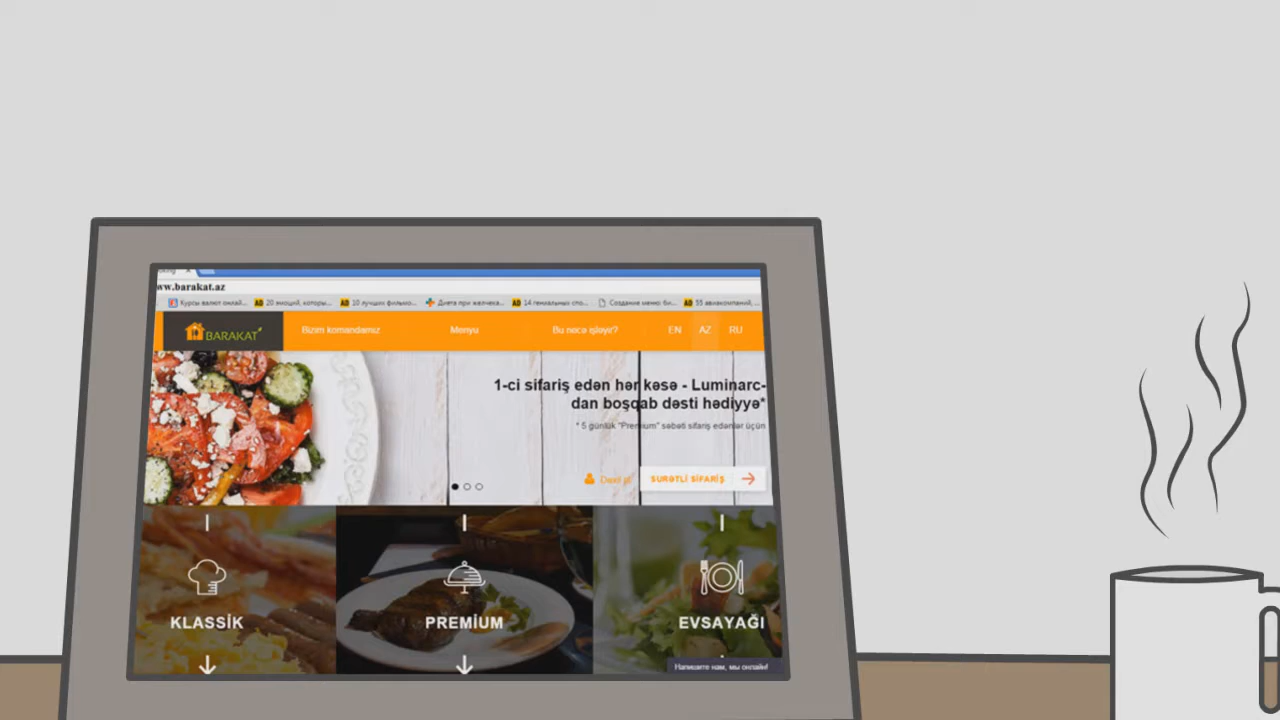 ww.barakat.az
Курсы валют онлай... 20 эмоций, которы... 10 лучших фильмо... Диета при желчека... 14 гениальных спо... Создание меню: би... 55 авиакомпаний, ...
BARAKAT Bizim komandamız Menyu Bu necə işləyir? EN AZ RU
1-ci sifariş edən hər kəsə - Luminarc-
dan boşqab dəsti hədiyyə*
* 5 günlük "Premium" səbəti sifariş edənlər üçün
SURƏTLİ SİFARİŞ
KLASSİK PREMİUM EVSAYAĞI
Напишите нам, мы онлайн!